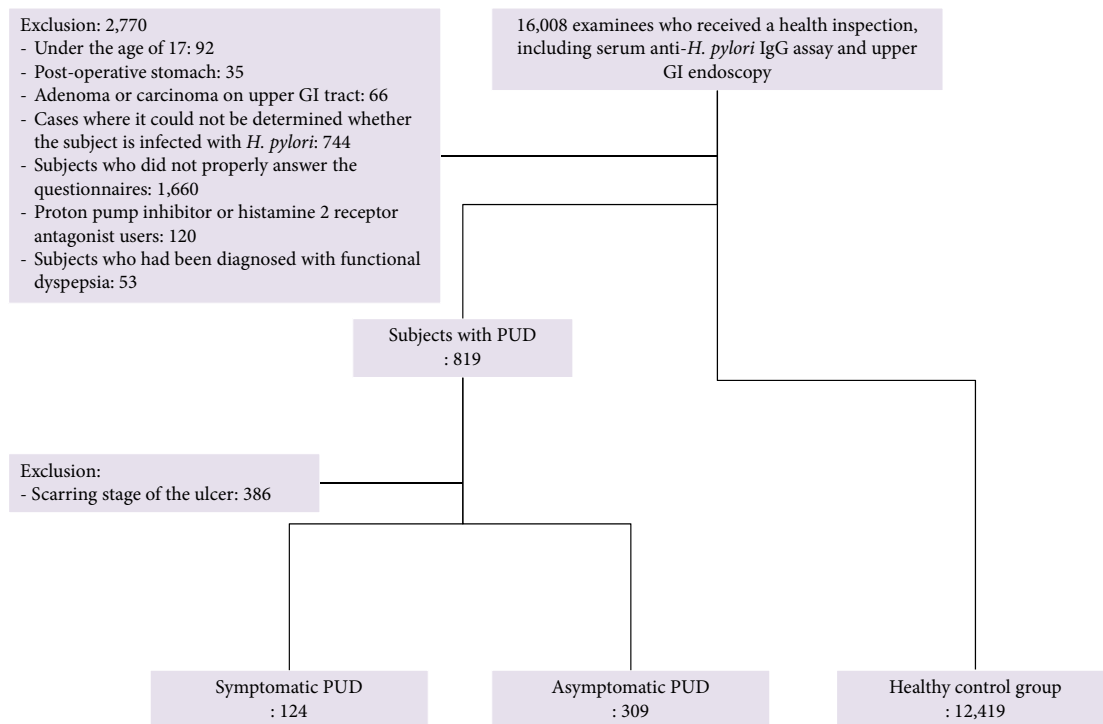 Exclusion: 2,770
- Under the age of 17: 92
- Post-operative stomach: 35
- Adenoma or carcinoma on upper GI tract: 66
- Cases where it could not be determined whether
the subject is infected with H. pylori: 744
- Subjects who did not properly answer the
questionnaires: 1,660
- Proton pump inhibitor or histamine 2 receptor
antagonist users: 120
- Subjects who had been diagnosed with functional
dyspepsia: 53
16,008 examinees who received a health inspection,
including serum anti-H. pylori IgG assay and upper
GI endoscopy
Subjects with PUD
: 819
Exclusion:
- Scarring stage of the ulcer: 386
Symptomatic PUD
: 124
Asymptomatic PUD
: 309
Healthy control group
: 12,419